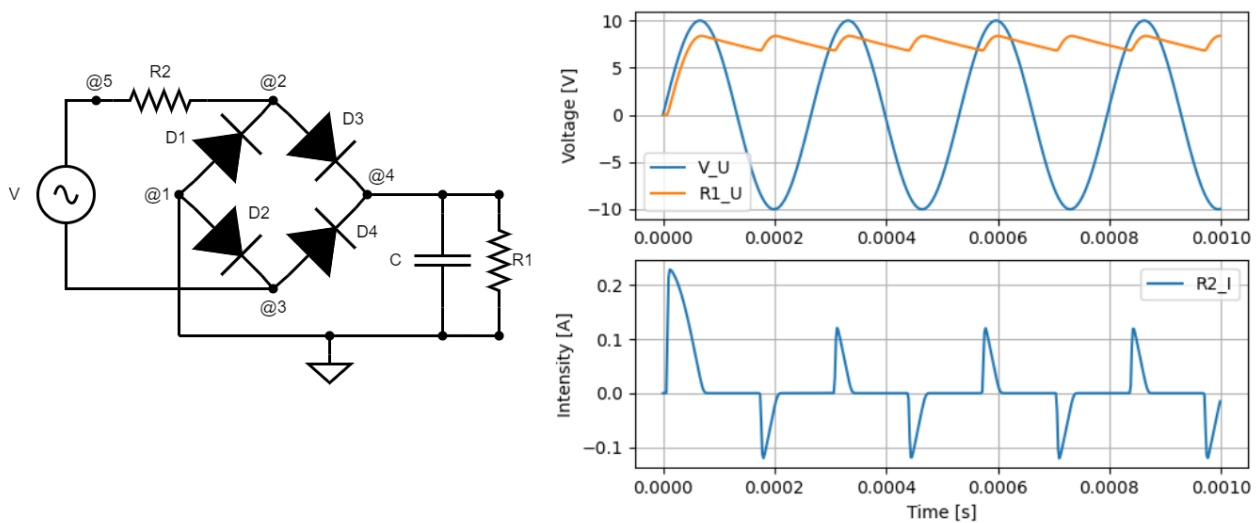 @5
R2
@2
D1
D3
@1
@4
V
D2
D4
C
R1
@3
Voltage [V]
10
5
0
−5
−10
V_U
R1_U
0.0000
0.0002
0.0004
0.0006
0.0008
0.0010
Intensity [A]
0.2
0.1
0.0
−0.1
R2_I
0.0000
0.0002
0.0004
0.0006
0.0008
0.0010
Time [s]